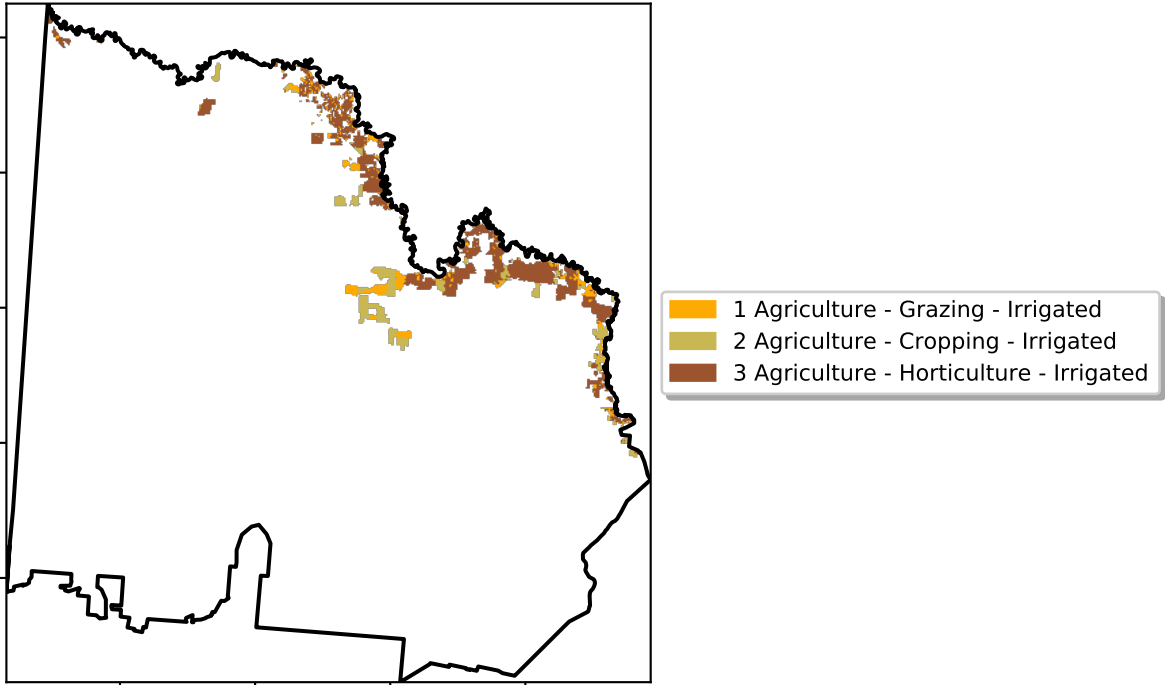 1 Agriculture - Grazing - Irrigated
2 Agriculture - Cropping - Irrigated
3 Agriculture - Horticulture - Irrigated